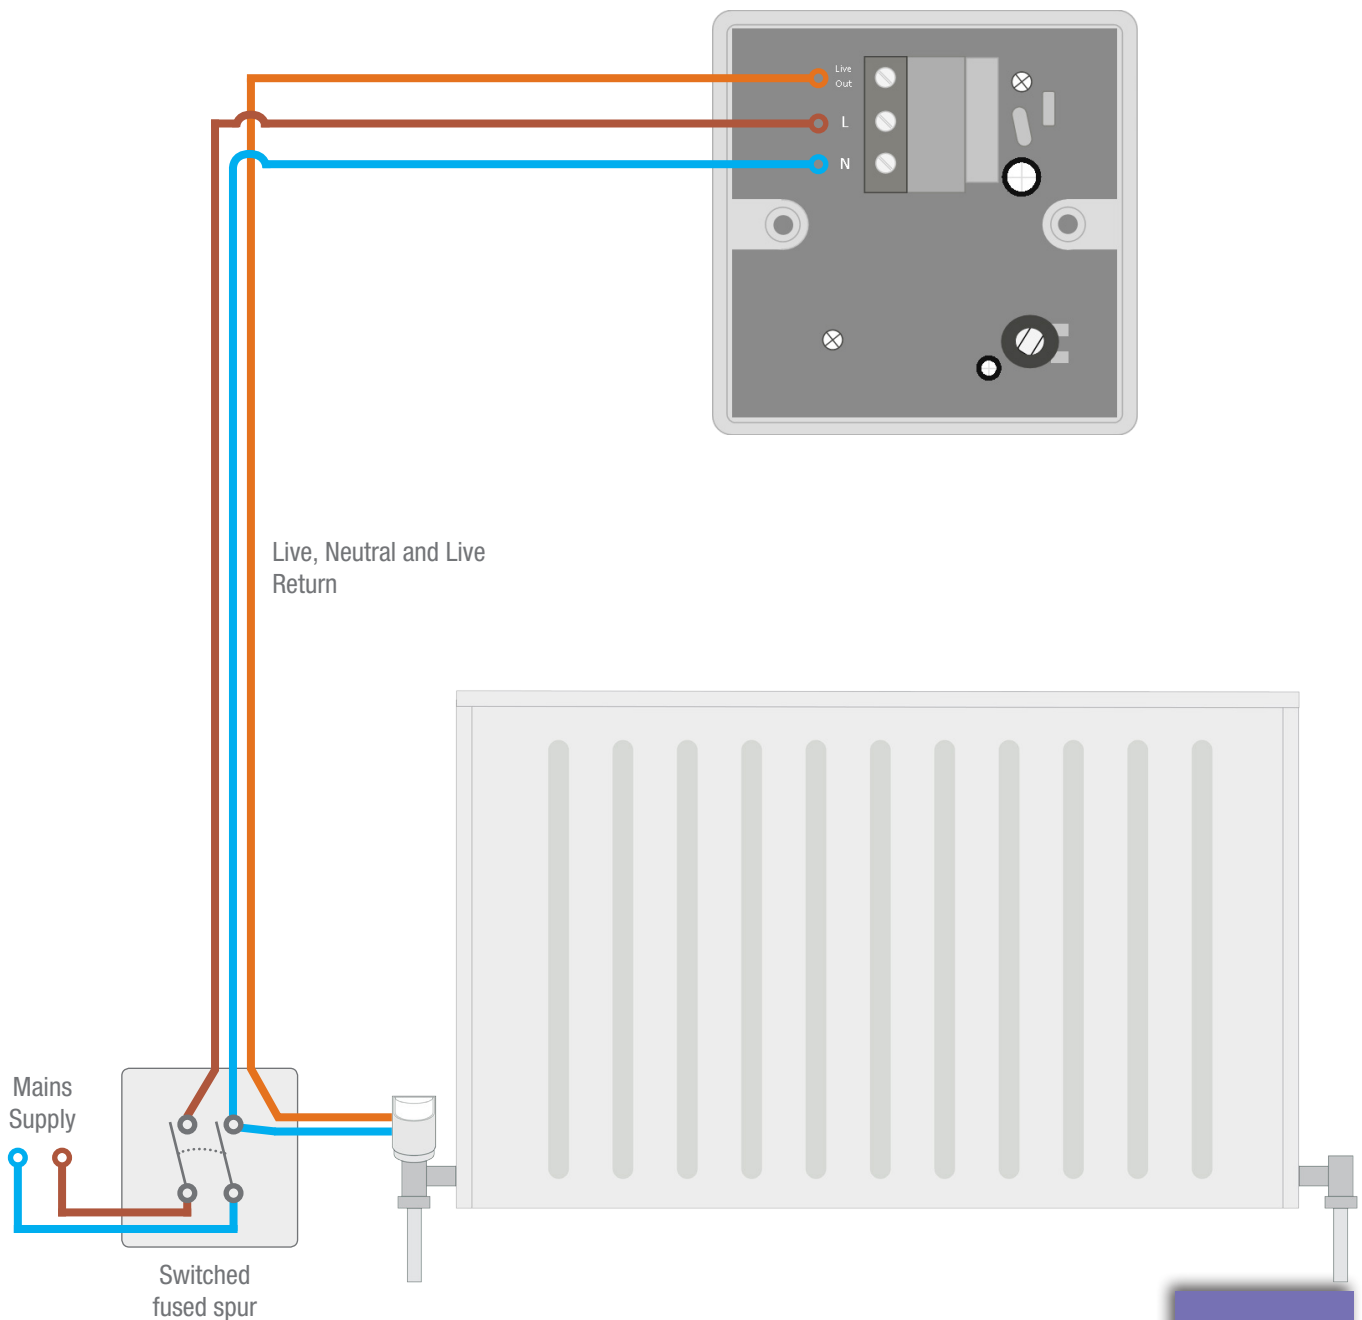 Live
Out
L
N
Live, Neutral and Live
Return
Mains
Supply
Switched
fused spur